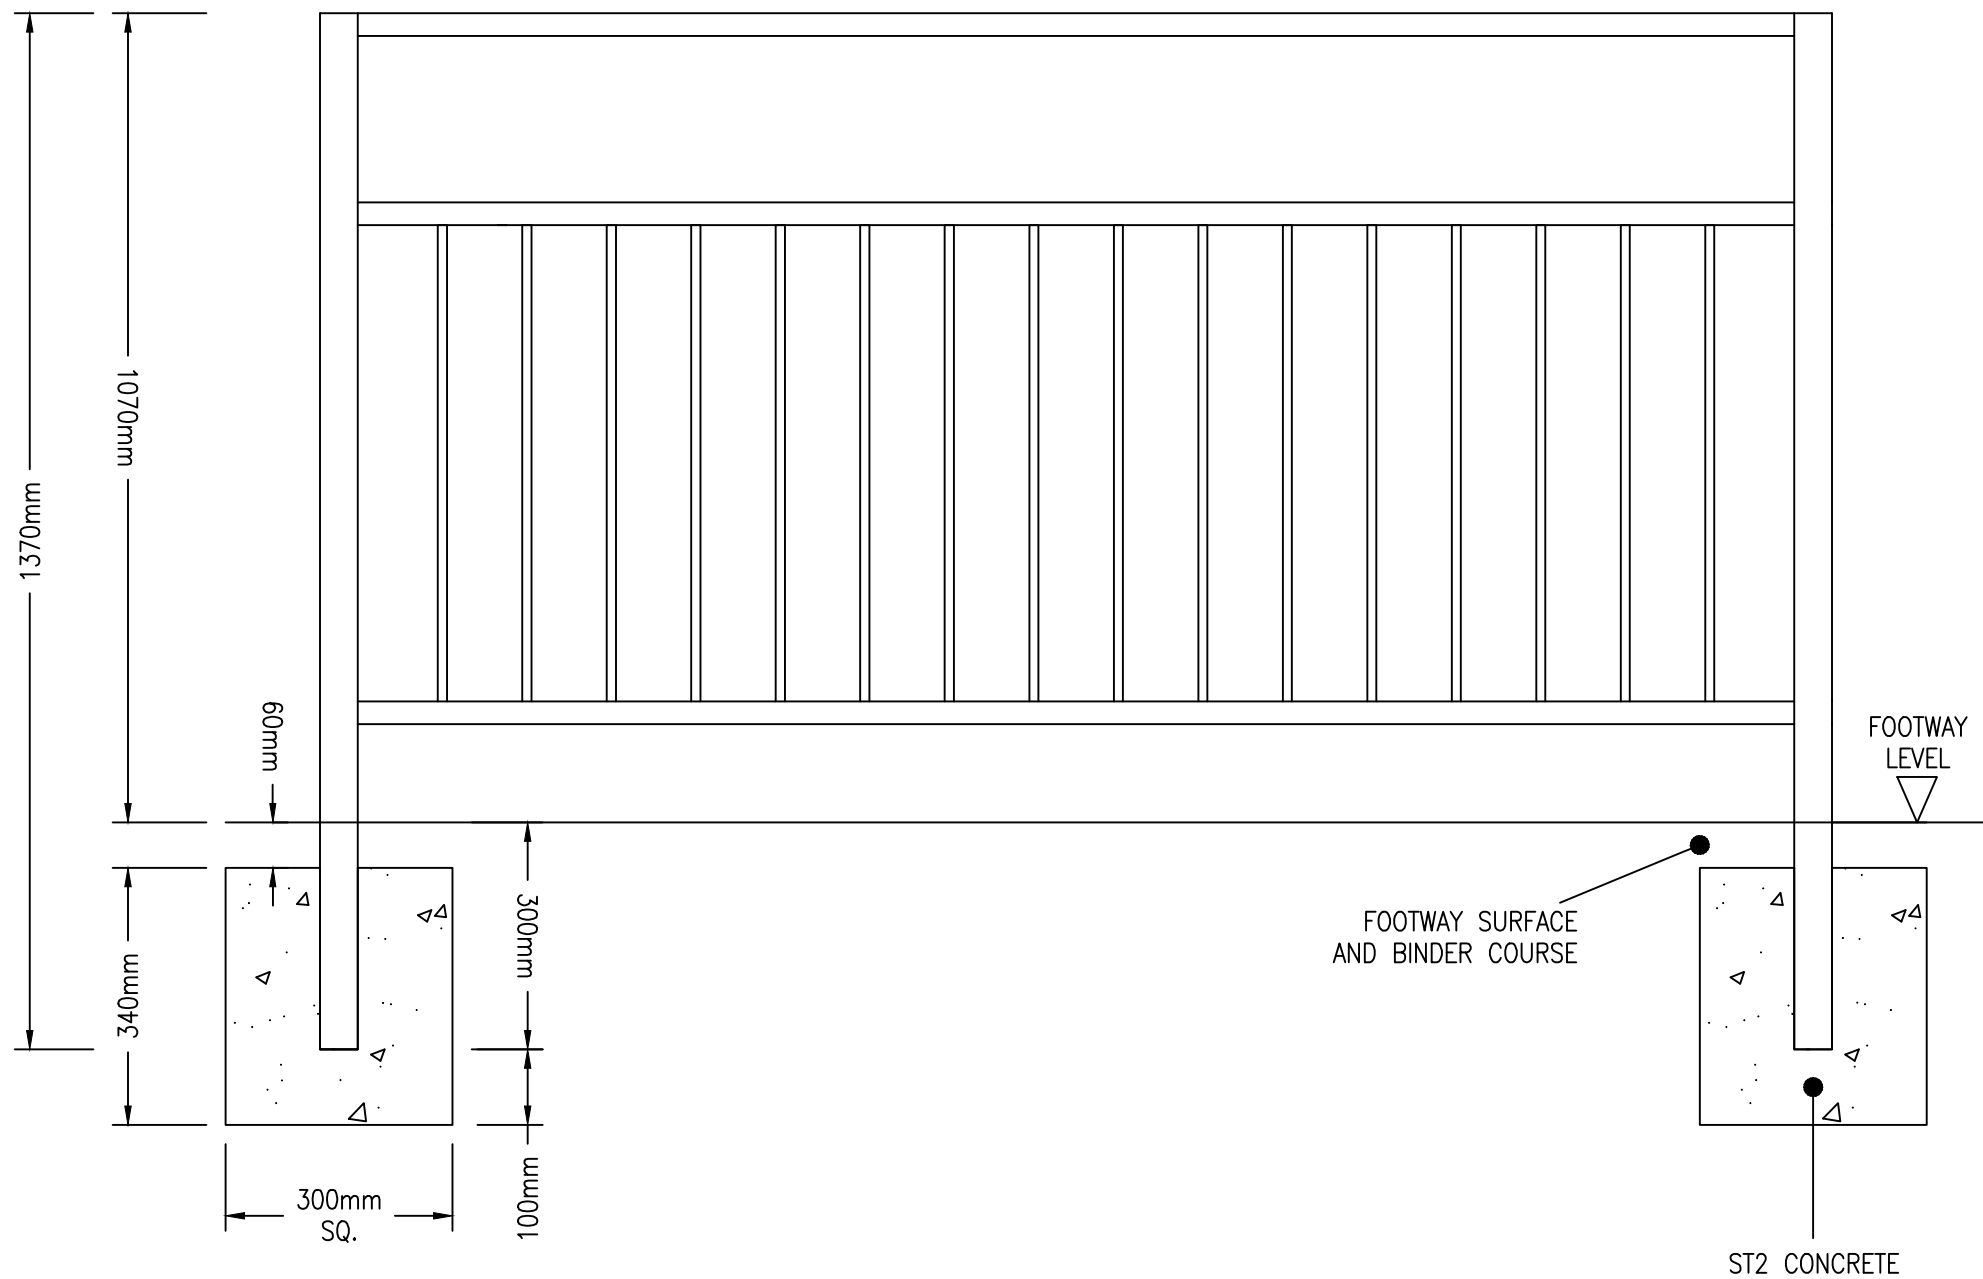 1070mm
1370mm
60mm
FOOTWAY
LEVEL
300mm
FOOTWAY SURFACE
AND BINDER COURSE
340mm
300mm
SQ.
100mm
ST2 CONCRETE